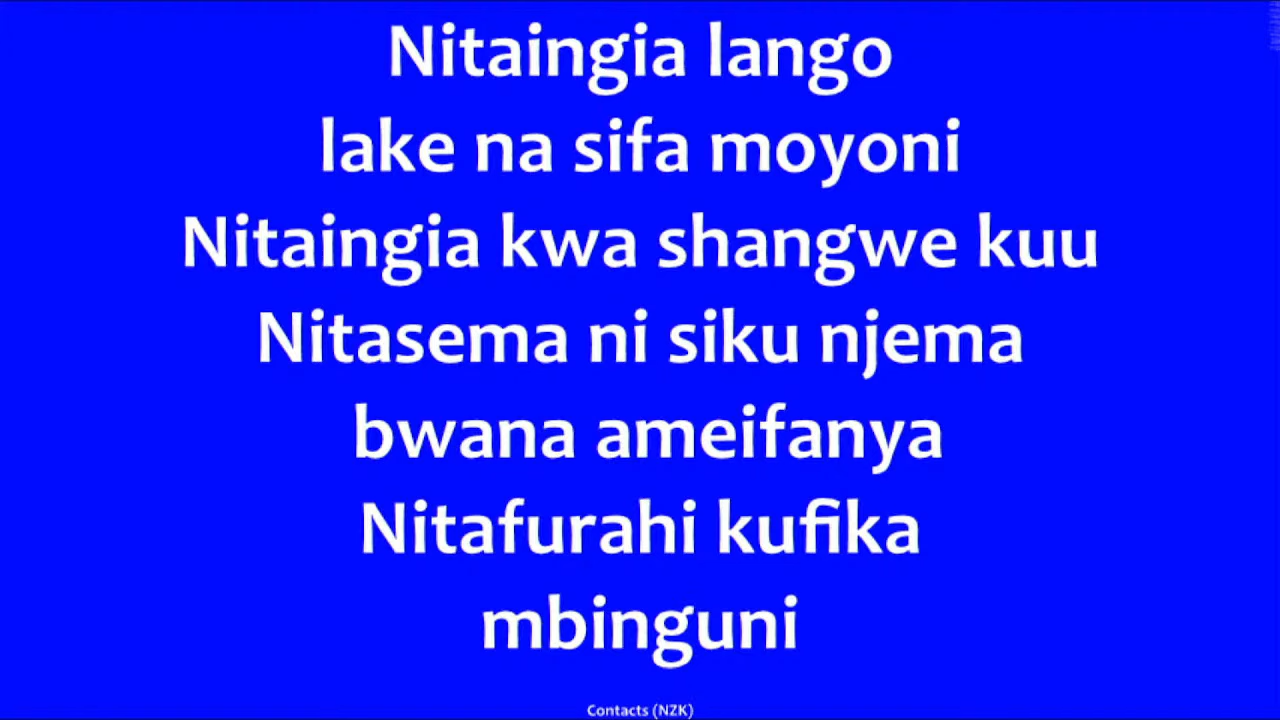 Nitaingia lango
lake na sifa moyoni
Nitaingia kwa shangwe kuu
Nitasema ni siku njema
bwana ameifanya
Nitafurahi kufika
mbinguni
Contacts (NZK)